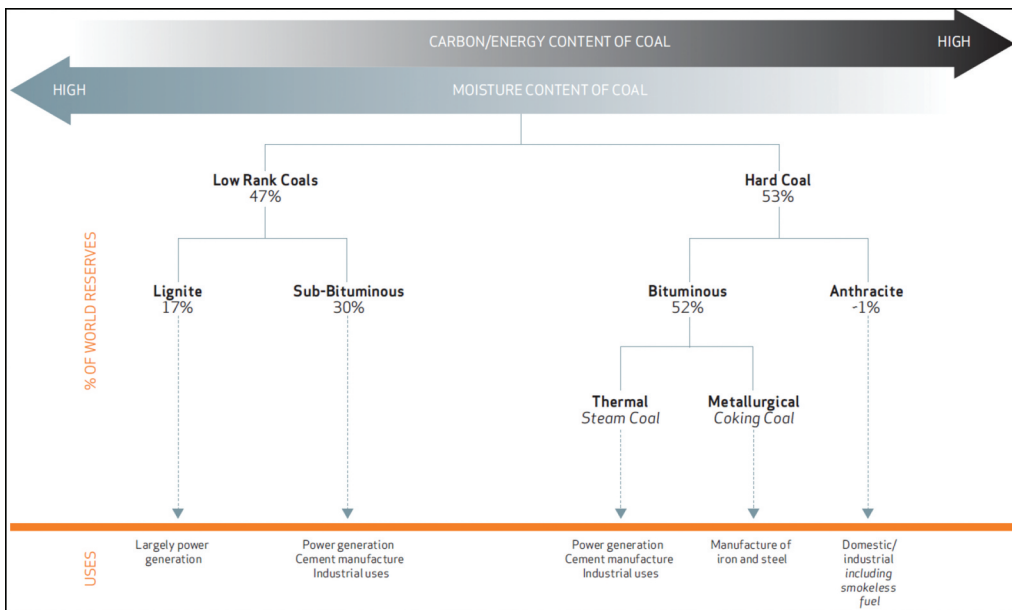 CARBON/ENERGY CONTENT OF COAL
HIGH
HIGH
MOISTURE CONTENT OF COAL
% OF WORLD RESERVES
Low Rank Coals
47%
Hard Coal
53%
Lignite
17%
Sub-Bituminous
30%
Bituminous
52%
Anthracite
-1%
Thermal
Steam Coal
Metallurgical
Coking Coal
USES
Largely power
generation
Power generation
Cement manufacture
Industrial uses
Power generation
Cement manufacture
Industrial uses
Manufacture of
iron and steel
Domestic/
industrial including
smokeless
fuel